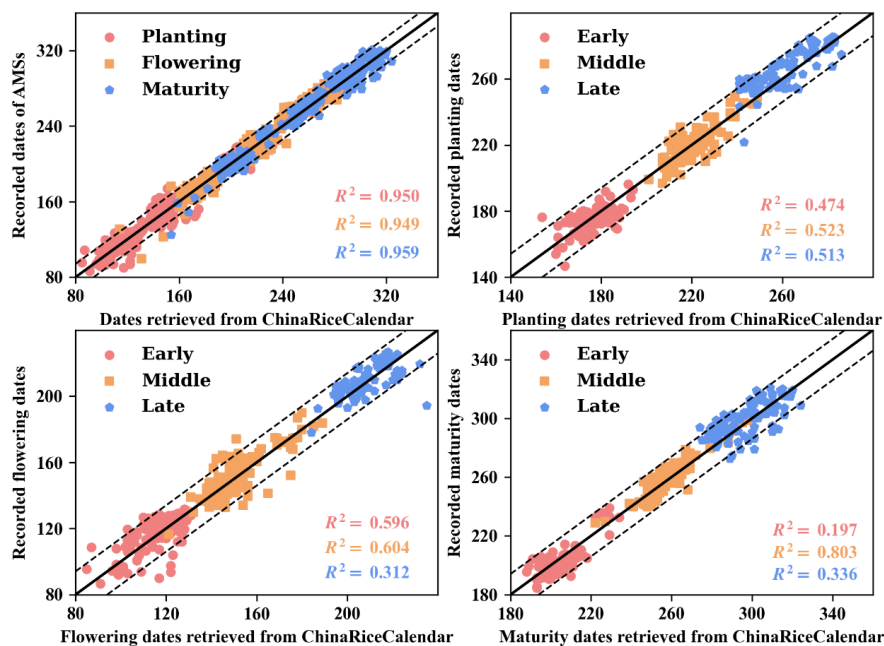 Recorded dates of AMSs
320
240
160
80
Planting
Flowering
Maturity
R² = 0.950
R² = 0.949
R² = 0.959
80 160 240 320
Dates retrieved from ChinaRiceCalendar
Recorded planting dates
260
220
180
140
Early
Middle
Late
R² = 0.474
R² = 0.523
R² = 0.513
140 180 220 260
Planting dates retrieved from ChinaRiceCalendar
Recorded flowering dates
200
160
120
80
Early
Middle
Late
R² = 0.596
R² = 0.604
R² = 0.312
80 120 160 200
Flowering dates retrieved from ChinaRiceCalendar
Recorded maturity dates
340
300
260
220
180
Early
Middle
Late
R² = 0.197
R² = 0.803
R² = 0.336
180 220 260 300 340
Maturity dates retrieved from ChinaRiceCalendar